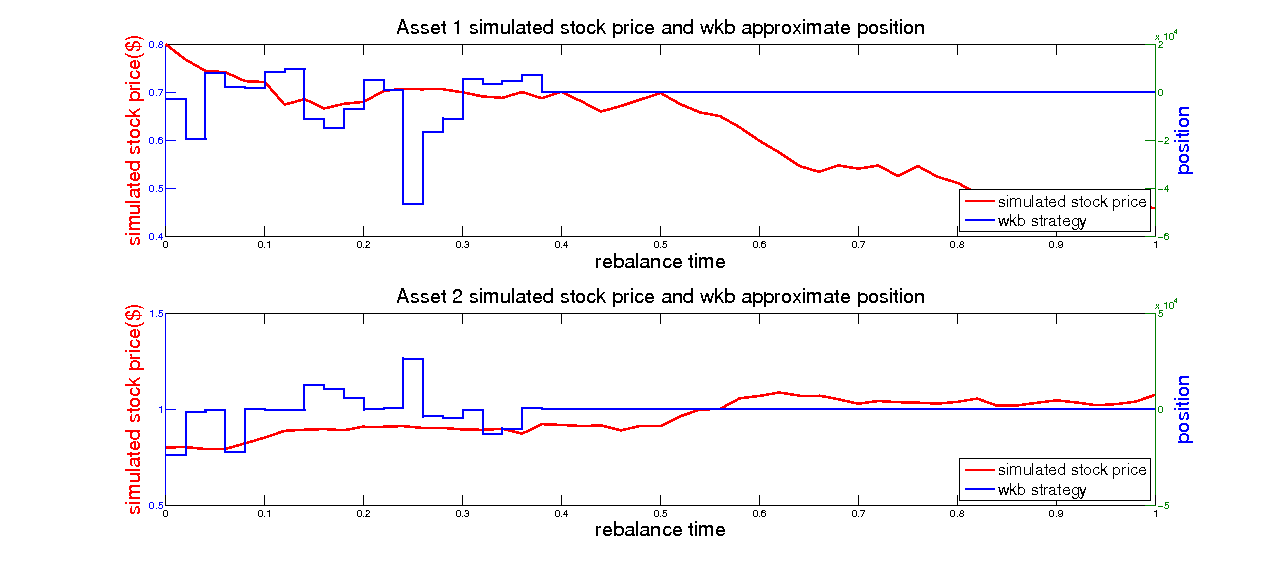 Asset 1 simulated stock price and wkb approximate position
x 10^4
0.8
0.7
0.6
0.5
0.4
simulated stock price($)
2
0
-2
-4
-6
position
simulated stock price
wkb strategy
0 0.1 0.2 0.3 0.4 0.5 0.6 0.7 0.8 0.9 1
rebalance time
Asset 2 simulated stock price and wkb approximate position
x 10^4
1.5
1
0.5
simulated stock price($)
5
0
-5
position
simulated stock price
wkb strategy
0 0.1 0.2 0.3 0.4 0.5 0.6 0.7 0.8 0.9 1
rebalance time